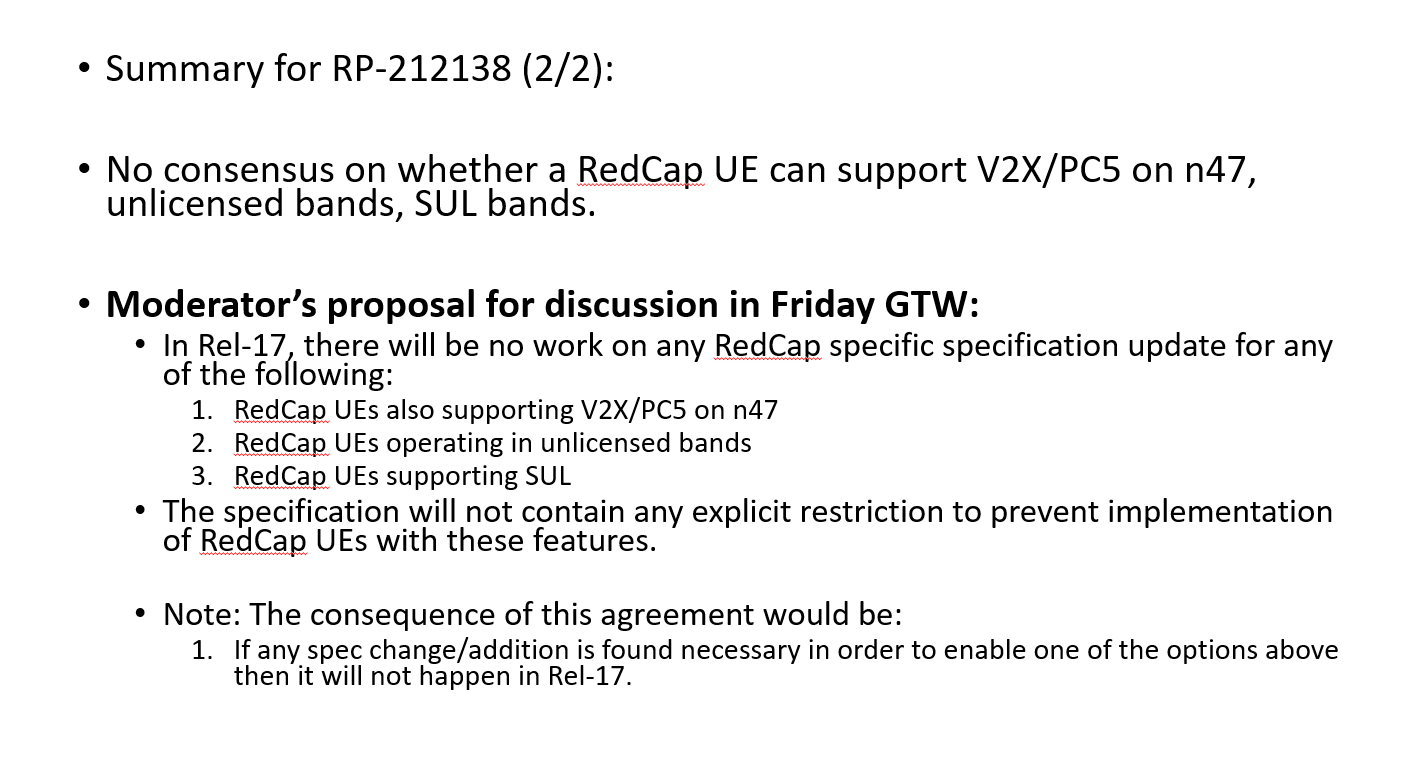 • Summary for RP-212138 (2/2):
• No consensus on whether a RedCap UE can support V2X/PC5 on n47,
unlicensed bands, SUL bands.
• Moderator’s proposal for discussion in Friday GTW:
• In Rel-17, there will be no work on any RedCap specific specification update for any
of the following:
1. RedCap UEs also supporting V2X/PC5 on n47
2. RedCap UEs operating in unlicensed bands
3. RedCap UEs supporting SUL
• The specification will not contain any explicit restriction to prevent implementation
of RedCap UEs with these features.
• Note: The consequence of this agreement would be:
1. If any spec change/addition is found necessary in order to enable one of the options above
then it will not happen in Rel-17.